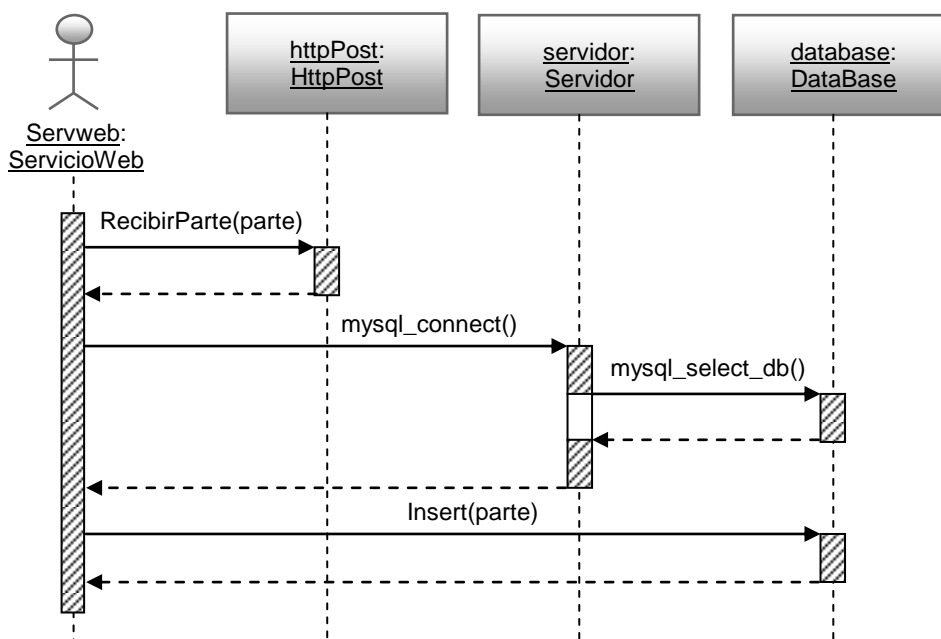 httpPost:
HttpPost
servidor:
Servidor
database:
DataBase
Servweb:
ServicioWeb
RecibirParte(parte)
mysql_connect()
mysql_select_db()
Insert(parte)